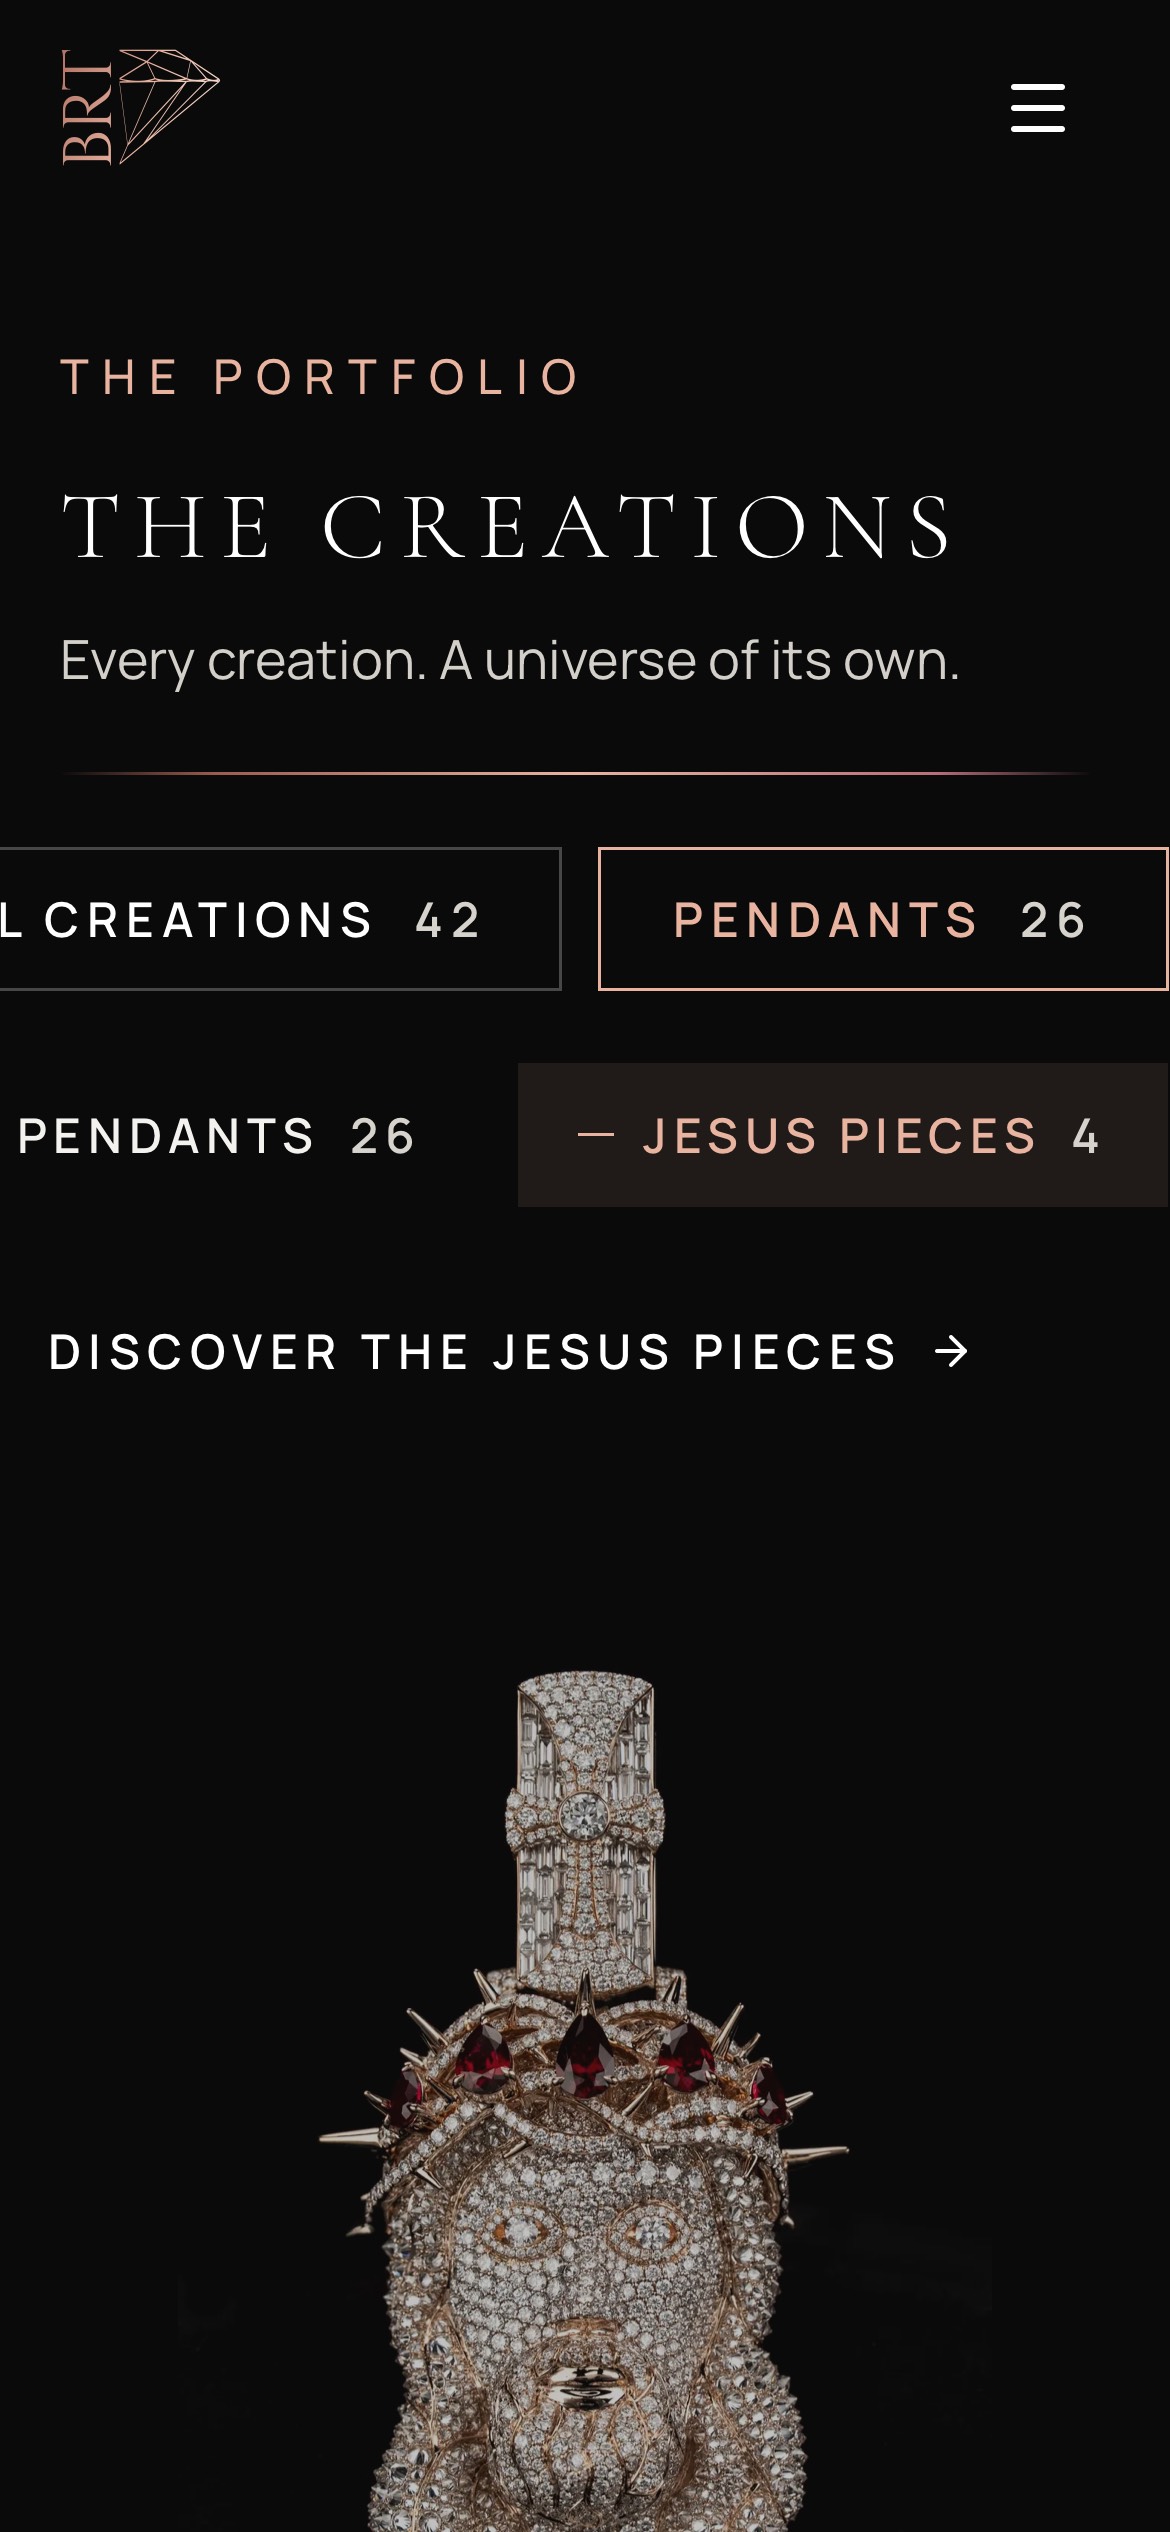 BRT
THE PORTFOLIO
THE CREATIONS
Every creation. A universe of its own.
L CREATIONS 42 PENDANTS 26
PENDANTS 26 — JESUS PIECES 4
DISCOVER THE JESUS PIECES →